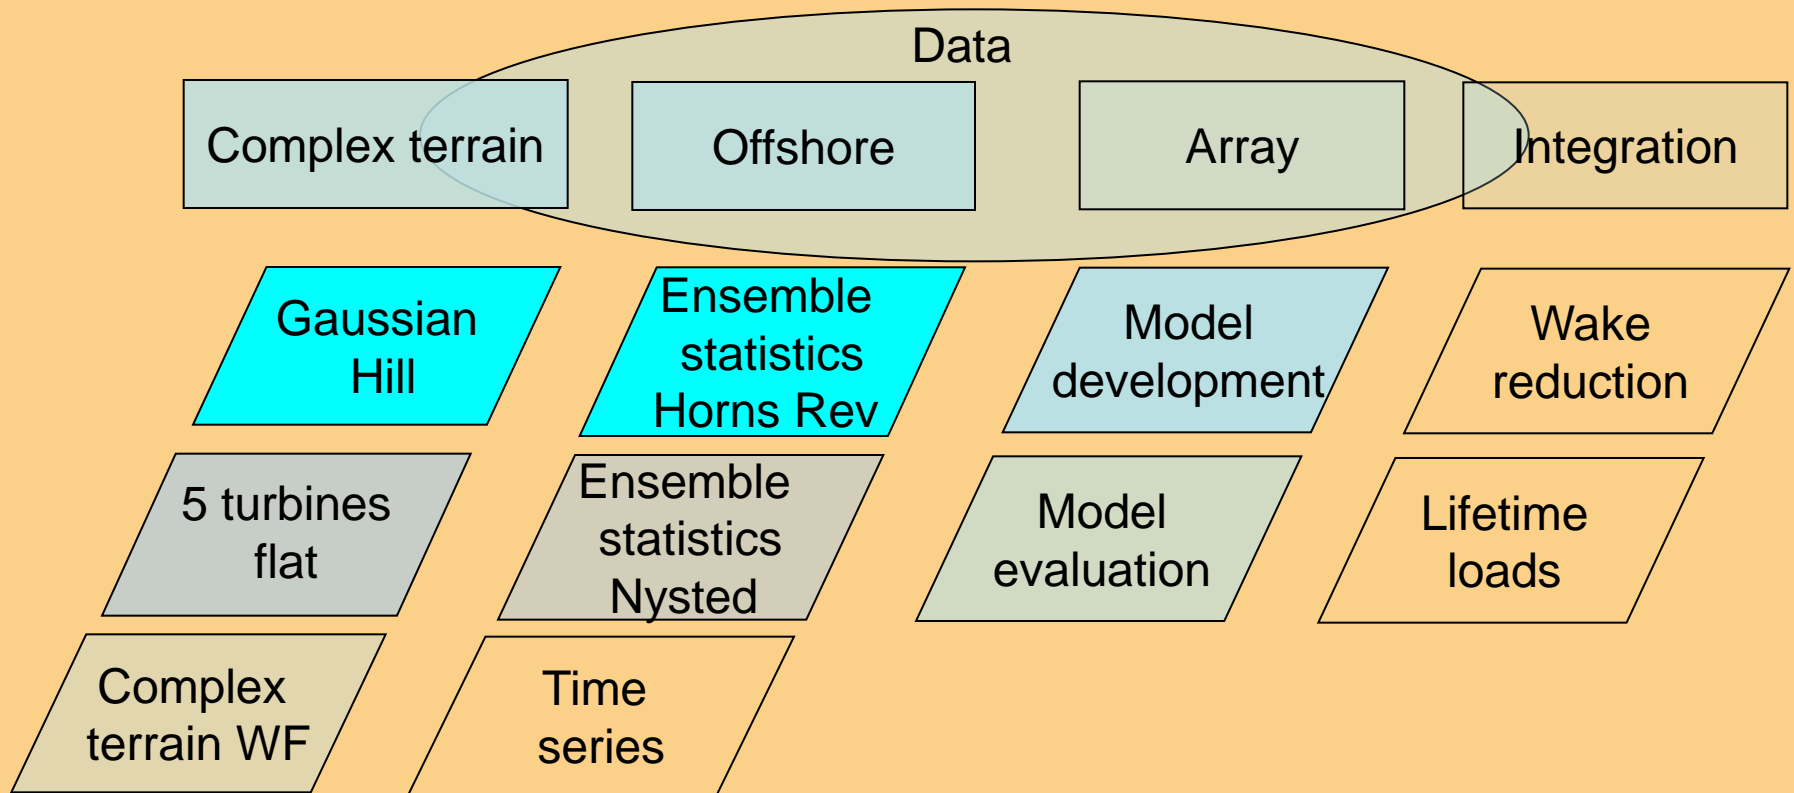 Data
Complex terrain
Offshore
Array
Integration
Gaussian
Hill
Ensemble
statistics
Horns Rev
Model
development
Wake
reduction
5 turbines
flat
Ensemble
statistics
Nysted
Model
evaluation
Lifetime
loads
Complex
terrain WF
Time
series